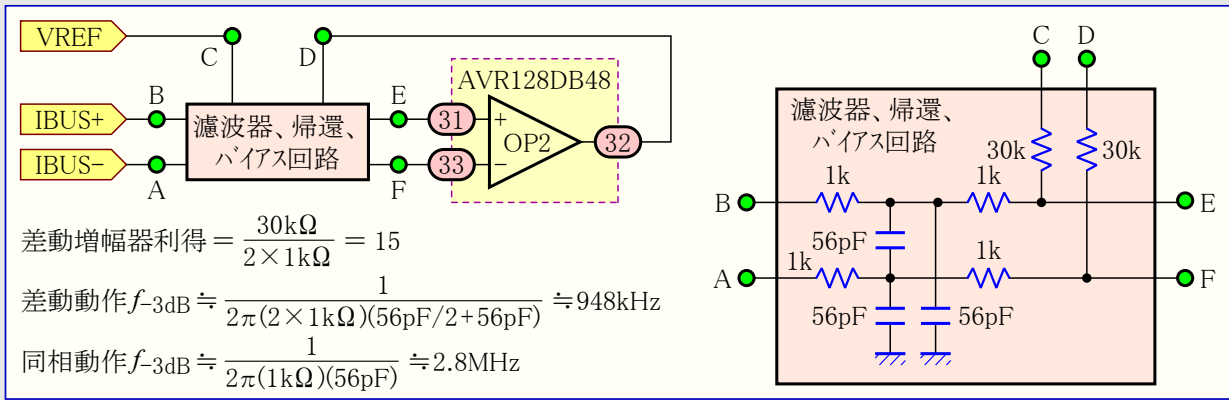 VREF
C
D
B
IBUS+
IBUS−
A
濾波器、帰還、
バイアス回路
E
F
AVR128DB48
31
+
OP2
33
−
32
差動増幅器利得＝30kΩ/2×1kΩ＝15
差動動作f−3dB≒1/2π(2×1kΩ)(56pF/2+56pF)≒948kHz
同相動作f−3dB≒1/2π(1kΩ)(56pF)≒2.8MHz
C
D
濾波器、帰還、
バイアス回路
30k
30k
1k
1k
B
E
56pF
1k
1k
A
F
56pF
56pF